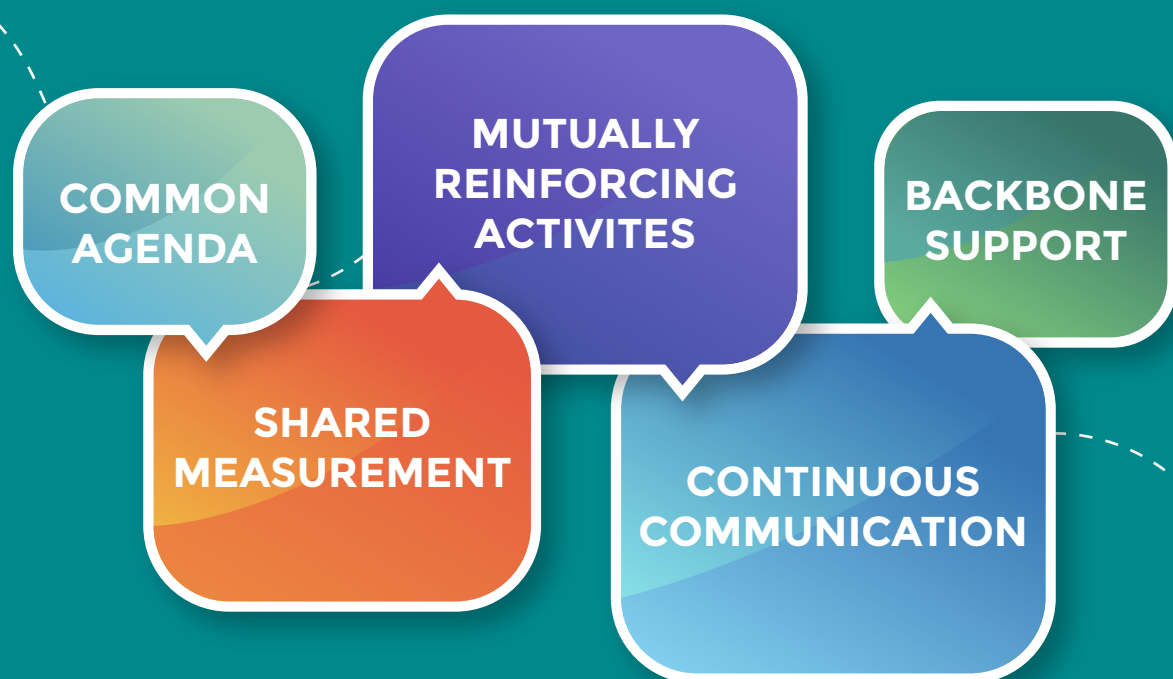 COMMON
AGENDA
SHARED
MEASUREMENT
MUTUALLY
REINFORCING
ACTIVITES
CONTINUOUS
COMMUNICATION
BACKBONE
SUPPORT